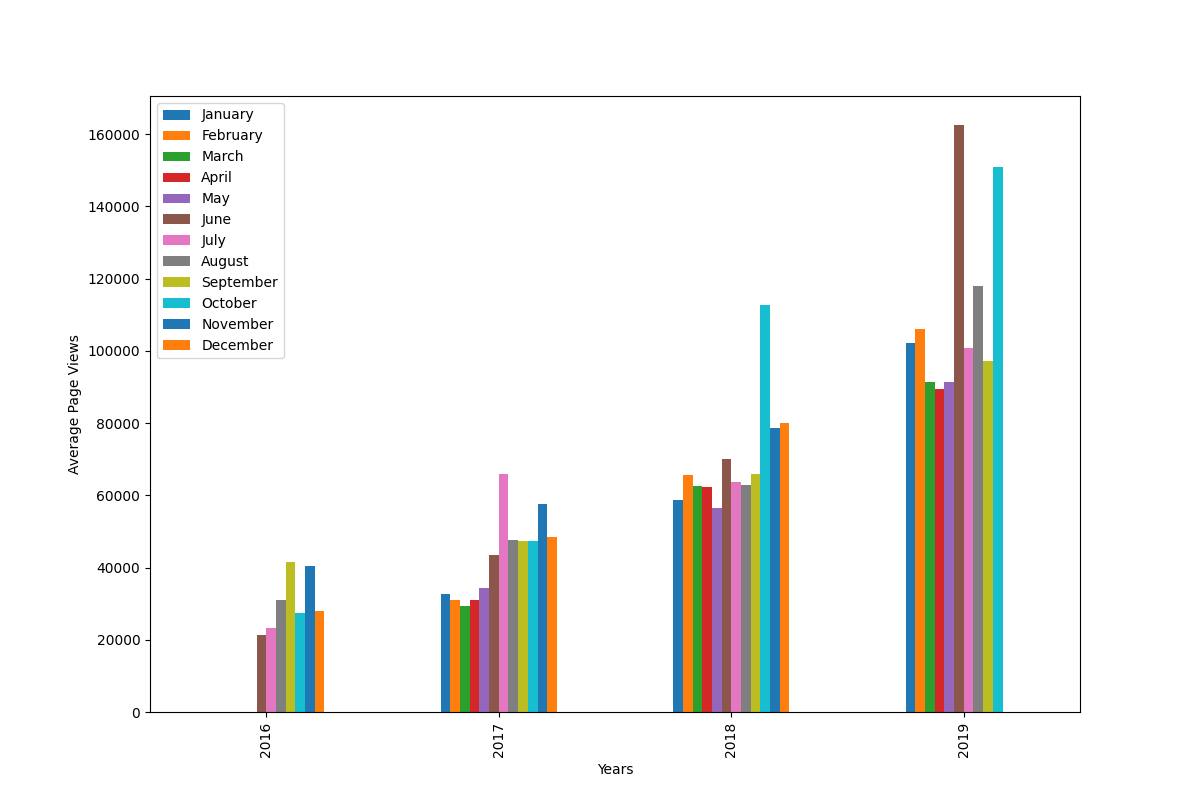 January
February
March
April
May
June
July
August
September
October
November
December
160000
140000
120000
100000
80000
60000
40000
20000
0
Average Page Views
2016
2017
2018
2019
Years